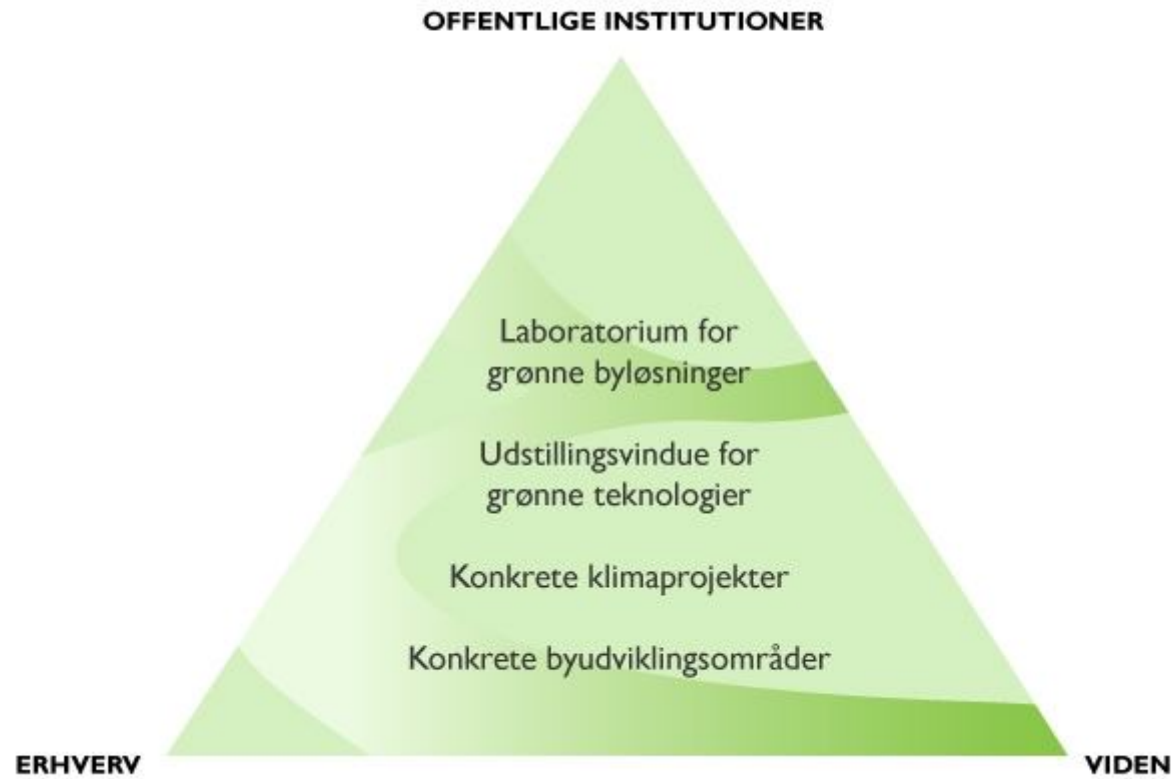 OFFENTLIGE INSTITUTIONER
Laboratorium for
grønne byløsninger
Udstillingsvindue for
grønne teknologier
Konkrete klimaprojekter
Konkrete byudviklingsområder
ERHVERV
VIDEN